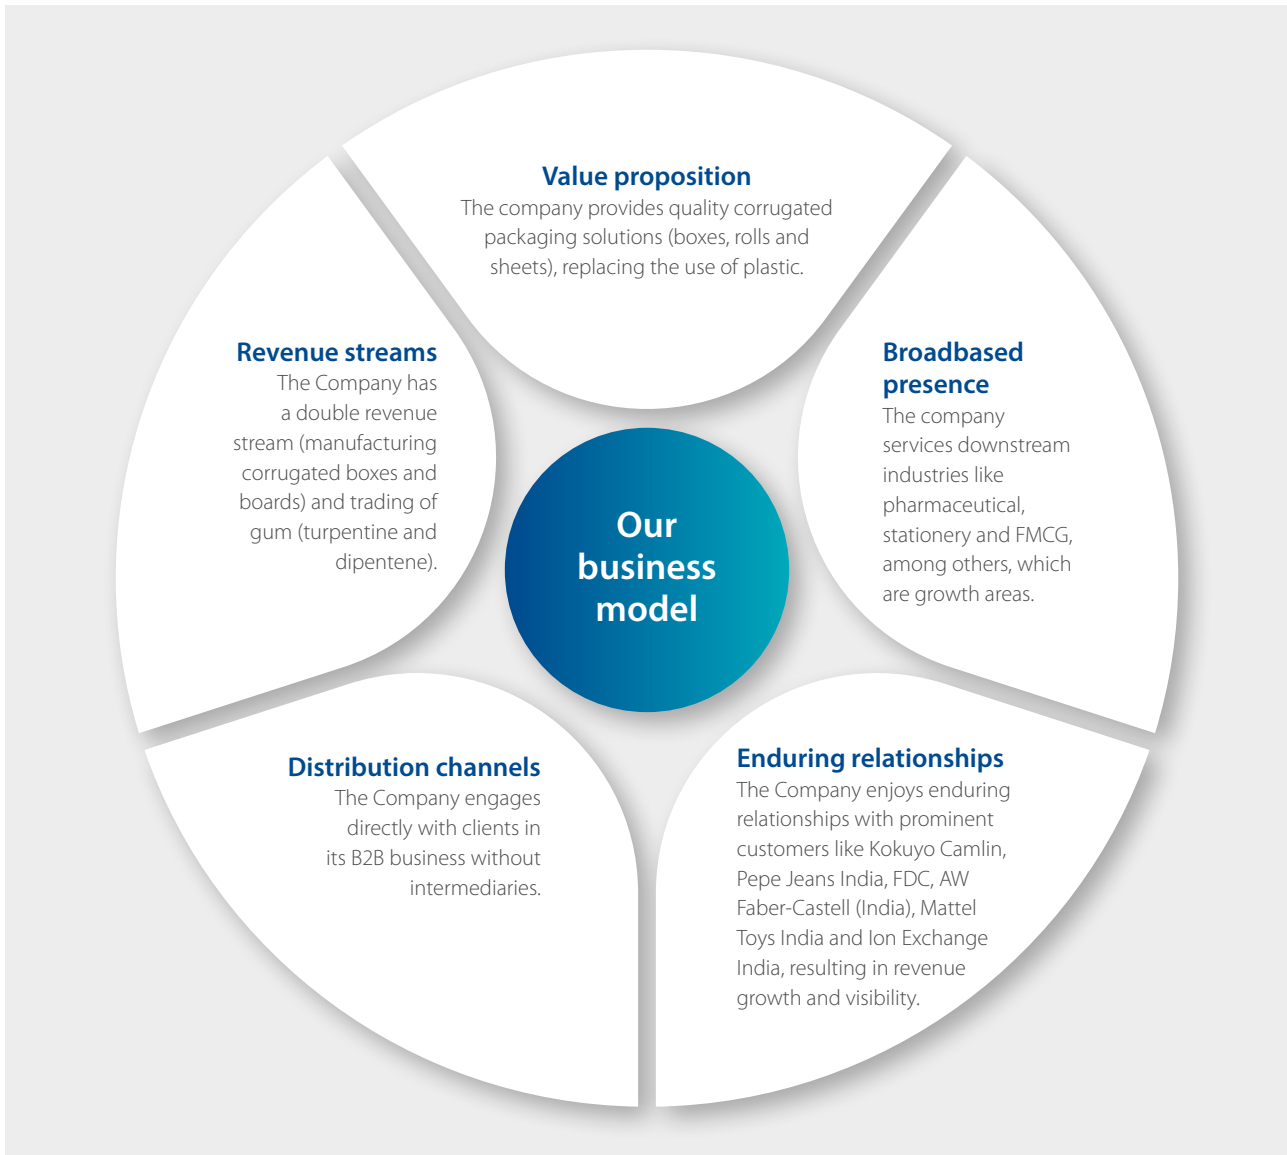 Value proposition
The company provides quality corrugated
packaging solutions (boxes, rolls and
sheets), replacing the use of plastic.
Broadbased
presence
The company
services downstream
industries like
pharmaceutical,
stationery and FMCG,
among others, which
are growth areas.
Enduring relationships
The Company enjoys enduring
relationships with prominent
customers like Kokuyo Camlin,
Pepe Jeans India, FDC, AW
Faber-Castell (India), Mattel
Toys India and Ion Exchange
India, resulting in revenue
growth and visibility.
Distribution channels
The Company engages
directly with clients in
its B2B business without
intermediaries.
Revenue streams
The Company has
a double revenue
stream (manufacturing
corrugated boxes and
boards) and trading of
gum (turpentine and
dipentene).
Our
business
model